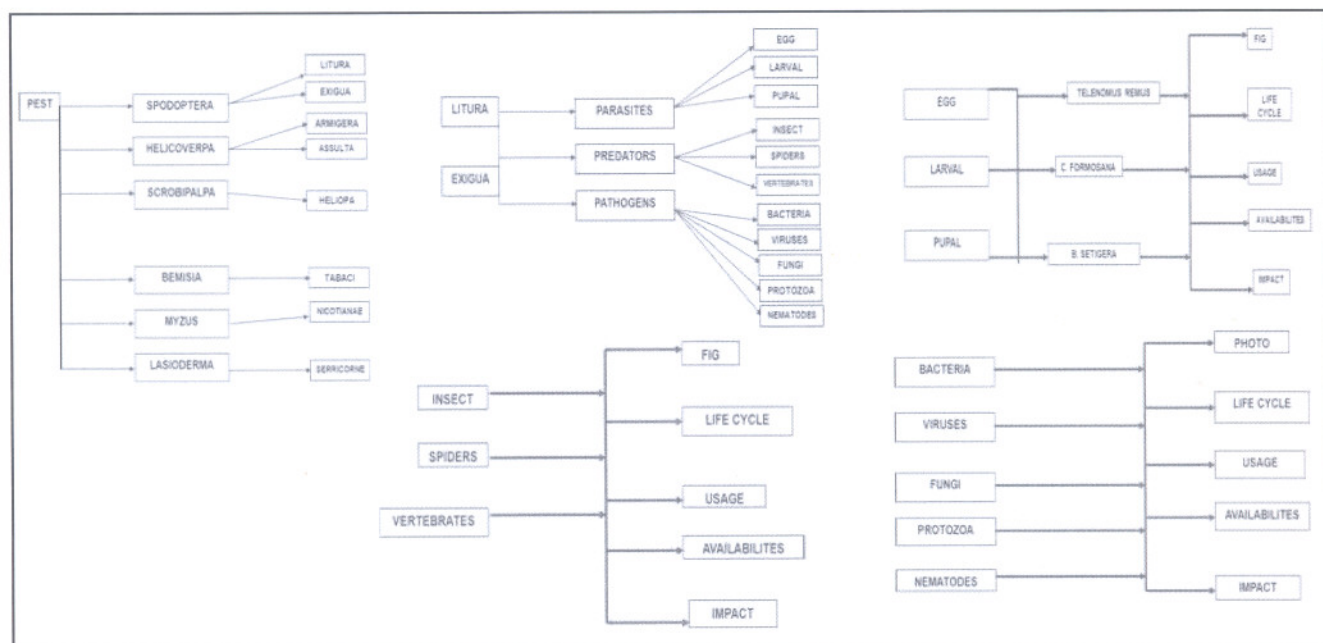 PEST
SPODOPTERA
HELICOVERPA
SCROBIPALPA
BEMISIA
MYZUS
LASIODERMA
LITURA
EXIGUA
ARMIGERA
ASSULTA
HELIOPA
TABACI
NICOTIANAE
SERRICORNE
LITURA
EXIGUA
PARASITES
PREDATORS
PATHOGENS
EGG
LARVAL
PUPAL
INSECT
SPIDERS
VERTEBRATES
BACTERIA
VIRUSES
FUNGI
PROTOZOA
NEMATODES
EGG
LARVAL
PUPAL
TELENOMUS REMUS
C. FORMOSANA
B. SETIGERA
FIG
LIFE
CYCLE
USAGE
AVAILABILITES
IMPACT
INSECT
SPIDERS
VERTEBRATES
FIG
LIFE CYCLE
USAGE
AVAILABILITES
IMPACT
BACTERIA
VIRUSES
FUNGI
PROTOZOA
NEMATODES
PHOTO
LIFE CYCLE
USAGE
AVAILABILITES
IMPACT